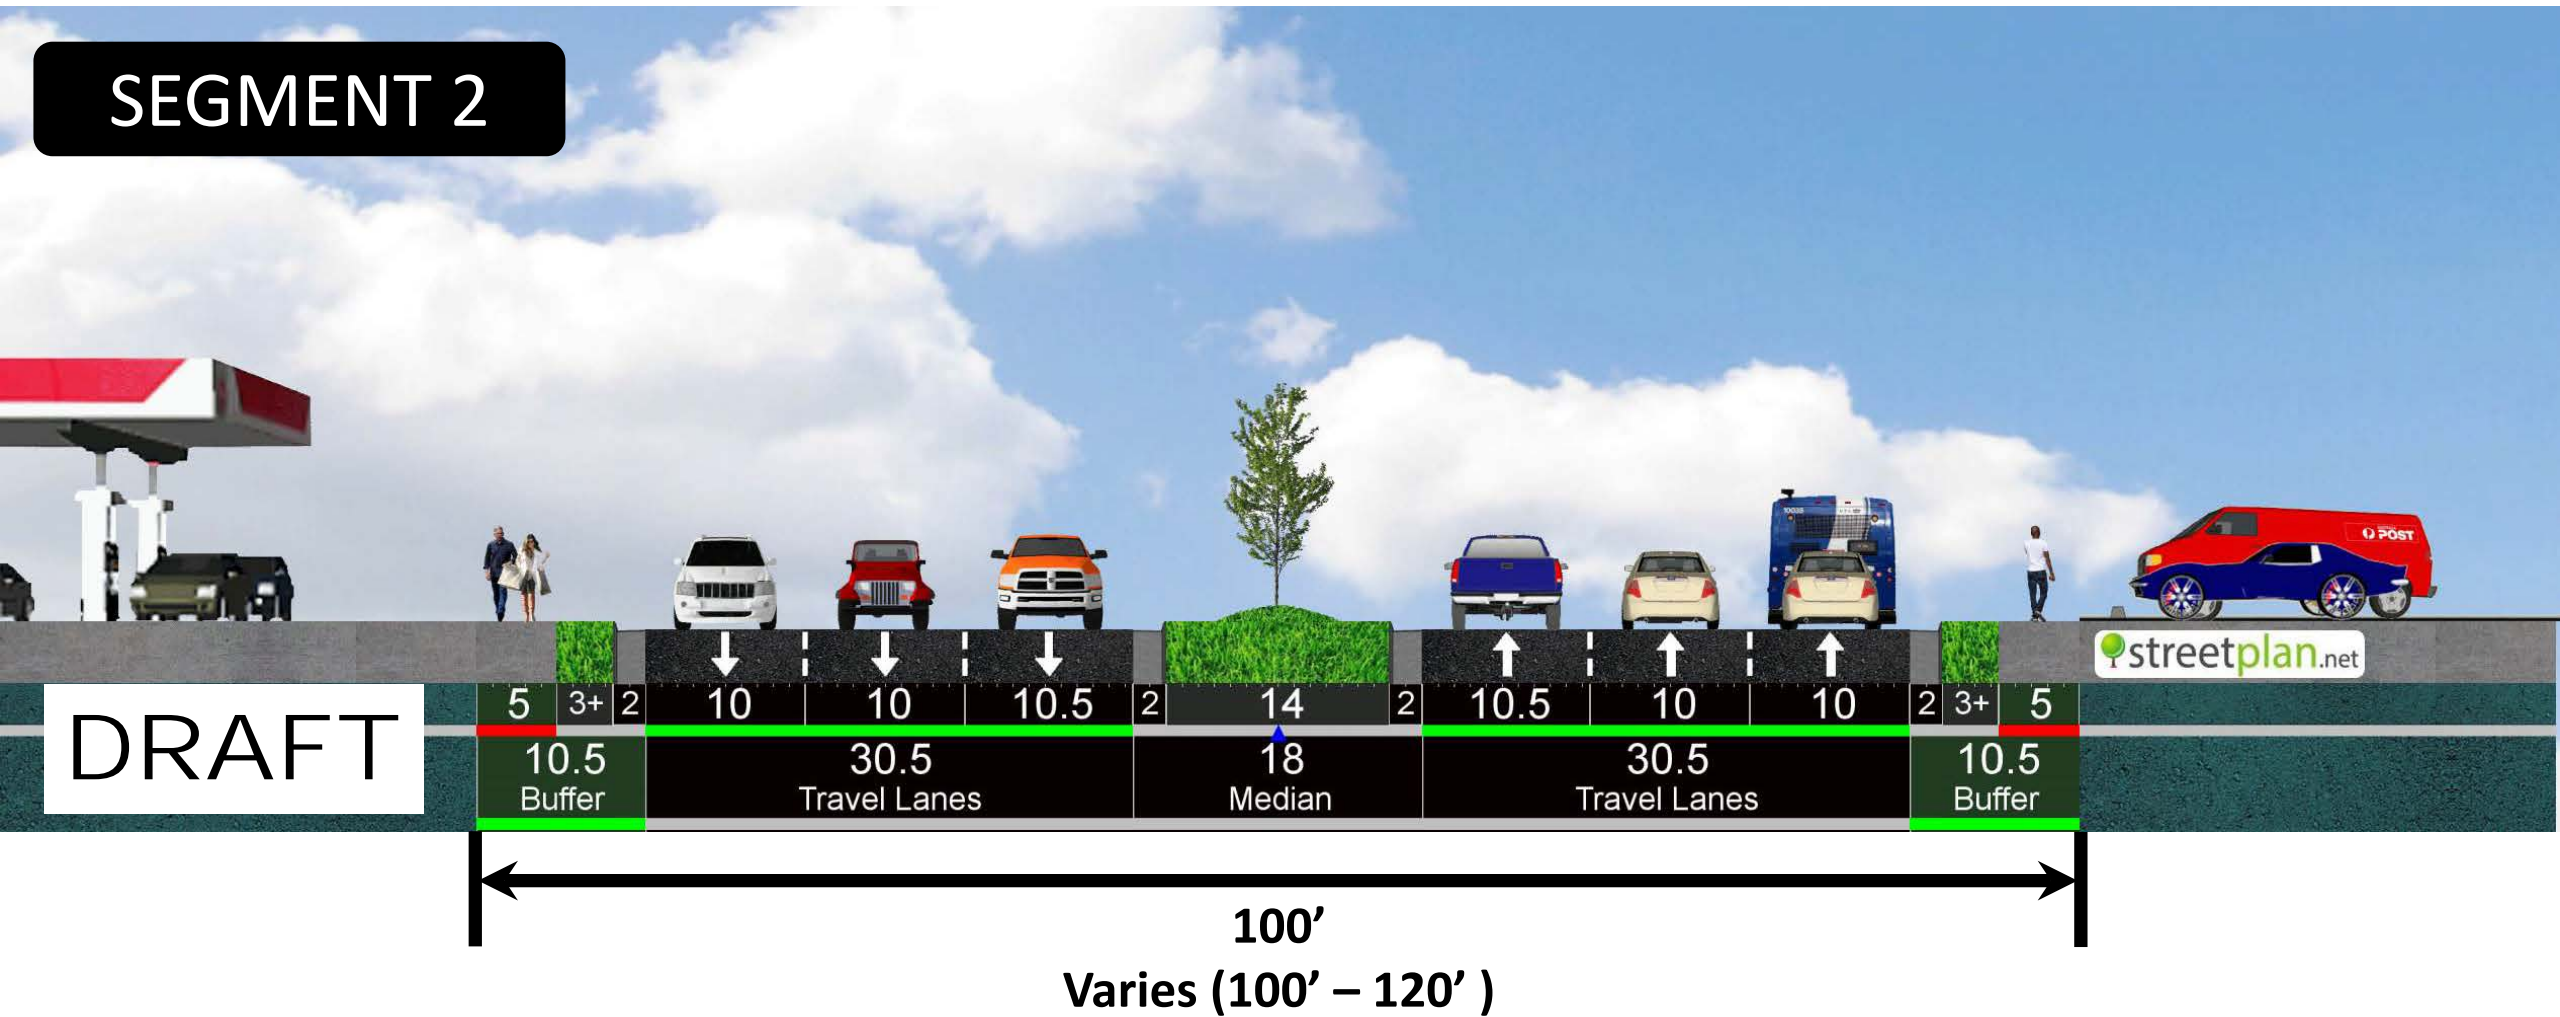 SEGMENT 2
10035
POST
streetplan.net
5 3+ 2 10 10 10.5 2 14 2 10.5 10 10 2 3+ 5
DRAFT
10.5 30.5 18 30.5 10.5
Buffer Travel Lanes Median Travel Lanes Buffer
100’
Varies (100’ – 120’ )